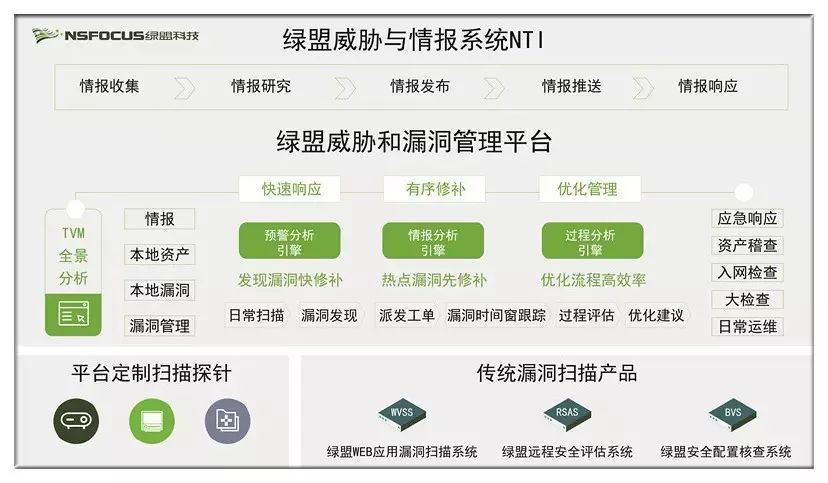 NSFOCUS绿盟科技
绿盟威胁与情报系统NTI
情报收集 情报研究 情报发布 情报推送 情报响应
绿盟威胁和漏洞管理平台
快速响应 有序修补 优化管理
TVM
全景
分析
情报
本地资产
本地漏洞
漏洞管理
预警分析
引擎
情报分析
引擎
过程分析
引擎
发现漏洞快修补 热点漏洞先修补 优化流程高效率
日常扫描 漏洞发现 派发工单 漏洞时间窗跟踪 过程评估 优化建议
应急响应
资产稽查
入网检查
大检查
日常运维
平台定制扫描探针
传统漏洞扫描产品
WVSS RSAS BVS
绿盟WEB应用漏洞扫描系统 绿盟远程安全评估系统 绿盟安全配置核查系统